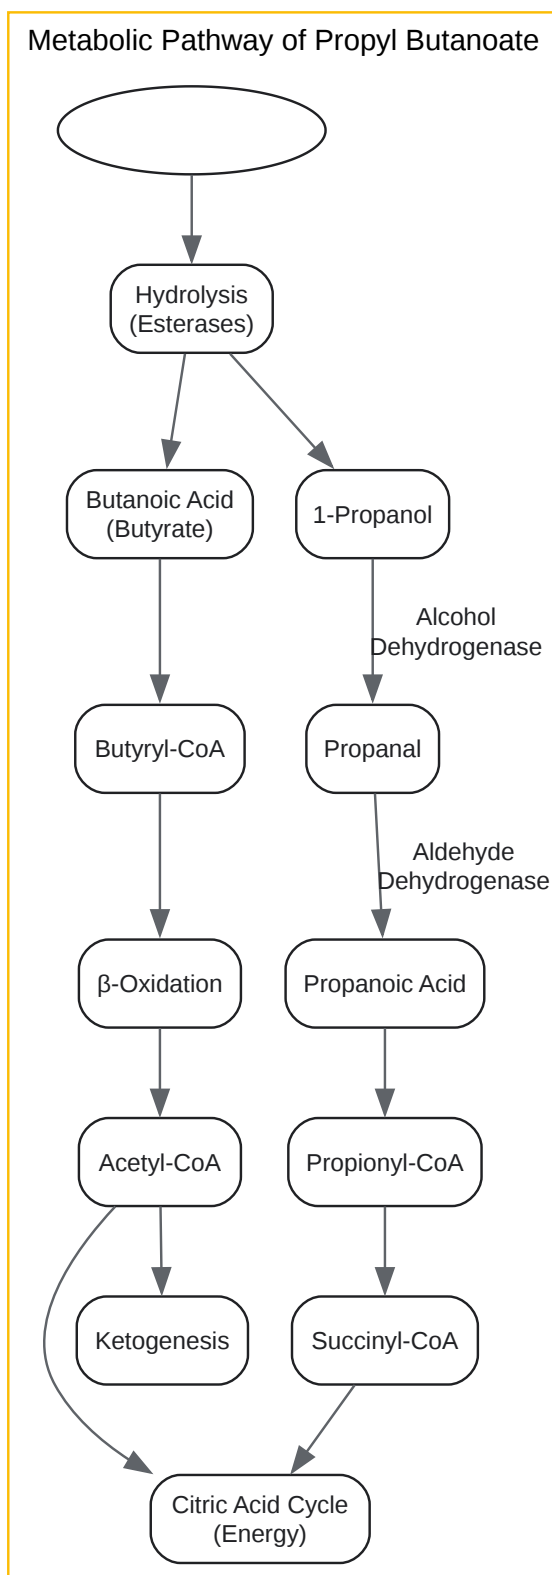 Metabolic Pathway of Propyl Butanoate
Hydrolysis
(Esterases)
Butanoic Acid
(Butyrate)
1-Propanol
Alcohol
Dehydrogenase
Butyryl-CoA
Propanal
Aldehyde
Dehydrogenase
β-Oxidation
Propanoic Acid
Acetyl-CoA
Propionyl-CoA
Ketogenesis
Succinyl-CoA
Citric Acid Cycle
(Energy)